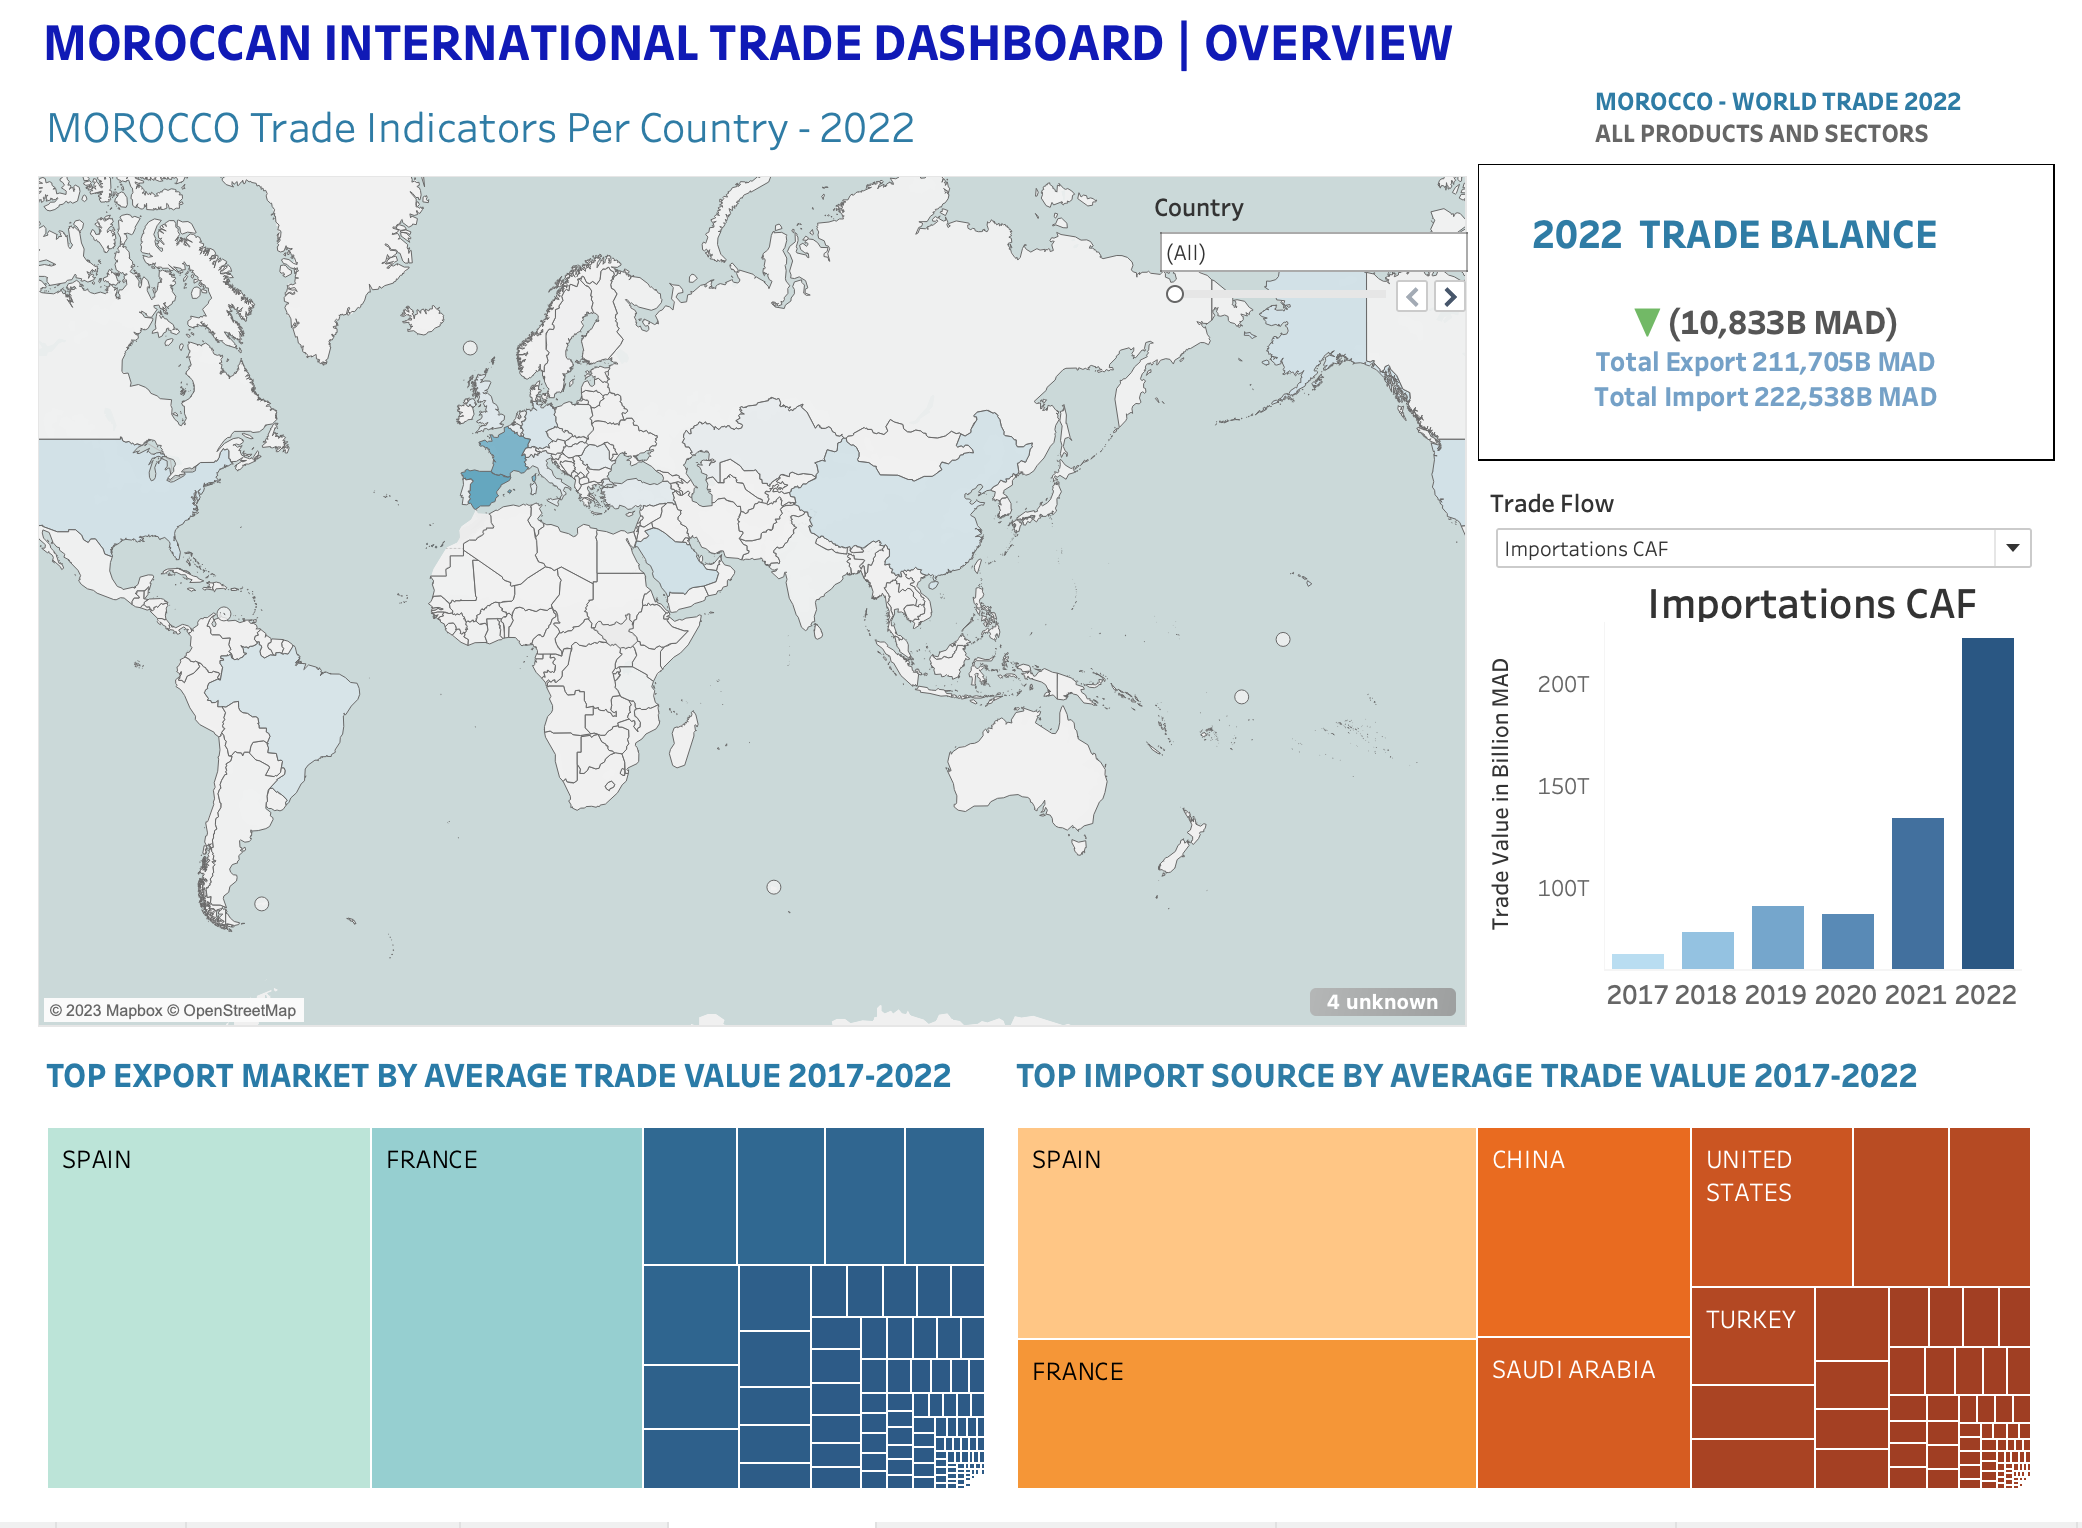 MOROCCAN INTERNATIONAL TRADE DASHBOARD | OVERVIEW
MOROCCO Trade Indicators Per Country - 2022
MOROCCO - WORLD TRADE 2022
ALL PRODUCTS AND SECTORS
Country
(All)
2022 TRADE BALANCE
▼ (10,833B MAD)
Total Export 211,705B MAD
Total Import 222,538B MAD
Trade Flow
Importations CAF
Importations CAF
Trade Value in Billion MAD
200T
150T
100T
2017 2018 2019 2020 2021 2022
© 2023 Mapbox © OpenStreetMap
4 unknown
TOP EXPORT MARKET BY AVERAGE TRADE VALUE 2017-2022
SPAIN
FRANCE
TOP IMPORT SOURCE BY AVERAGE TRADE VALUE 2017-2022
SPAIN
FRANCE
CHINA
SAUDI ARABIA
UNITED
STATES
TURKEY